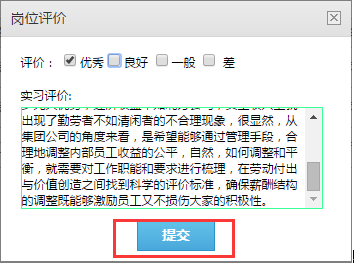 岗位评价
评价： 优秀 良好 一般 差
实习评价:
出现了勤劳者不如清闲者的不合理现象，很显然，从
集团公司的角度来看，是希望能够通过管理手段，合
理地调整内部员工收益的公平，自然，如何调整和平
衡，就需要对工作职能和要求进行梳理，在劳动付出
与价值创造之间找到科学的评价标准，确保薪酬结构
的调整既能够激励员工又不损伤大家的积极性。
提交